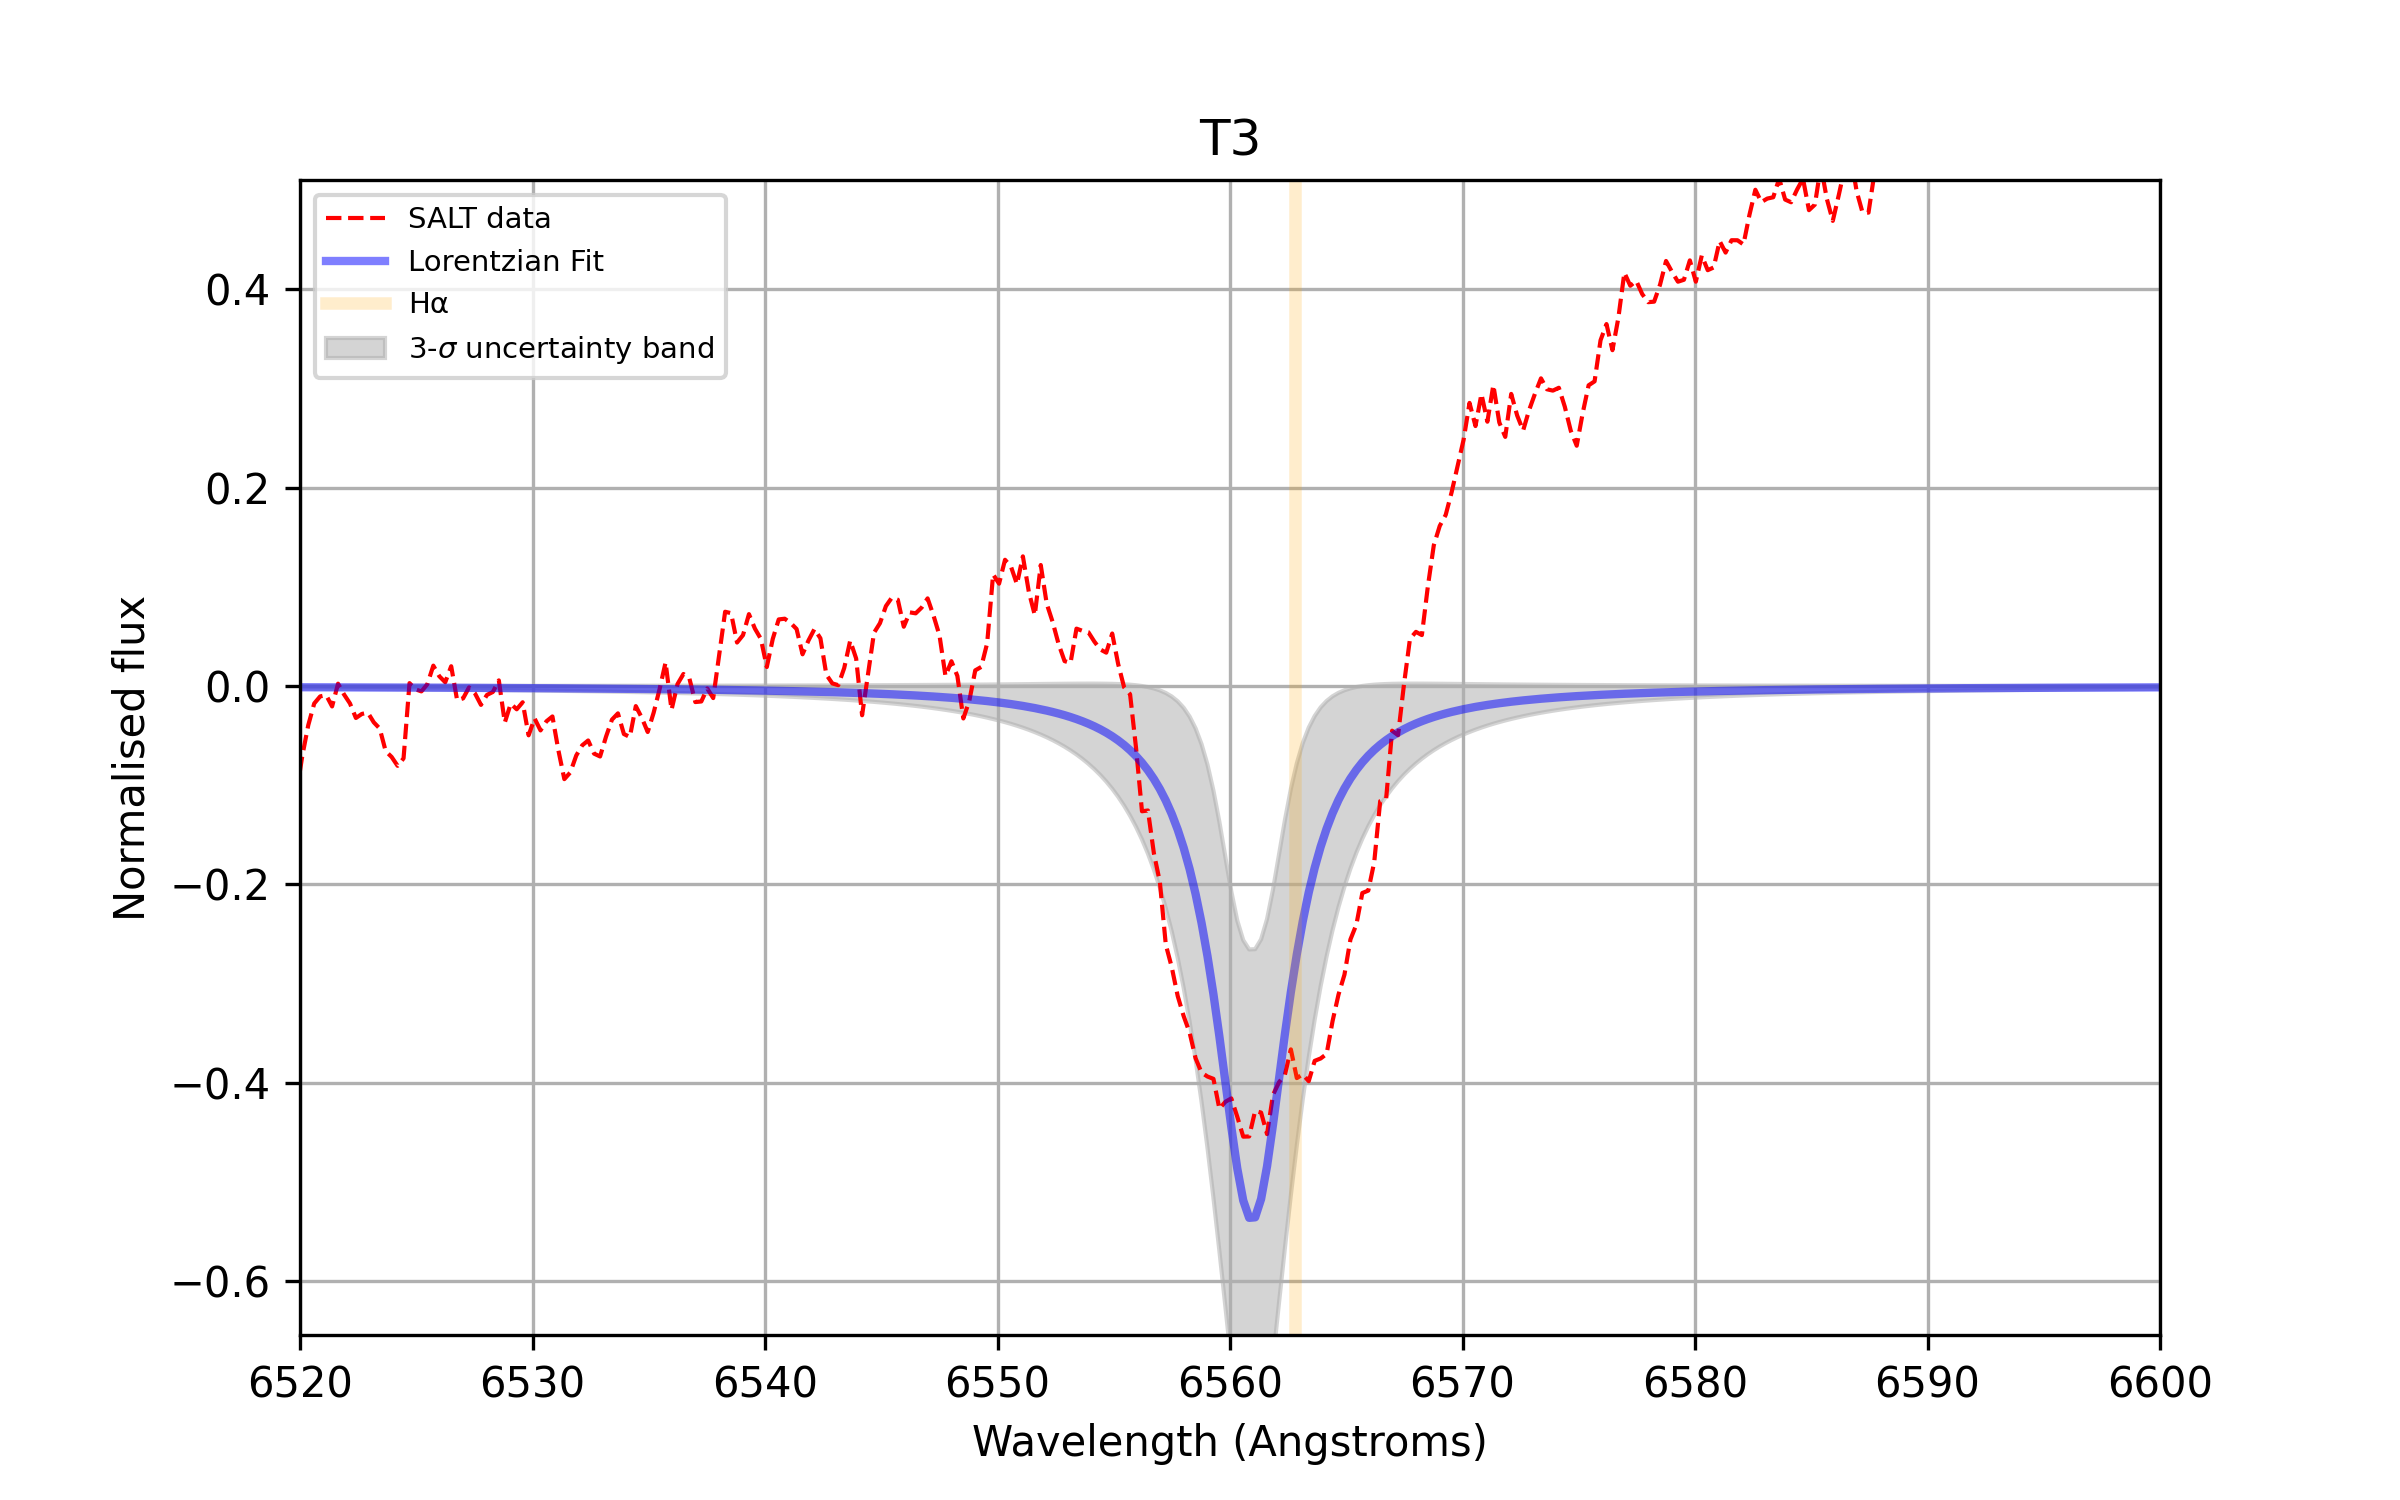 T3
SALT data
Lorentzian Fit
Hα
3-σ uncertainty band
Normalised flux
0.4
0.2
0.0
−0.2
−0.4
−0.6
6520 6530 6540 6550 6560 6570 6580 6590 6600
Wavelength (Angstroms)